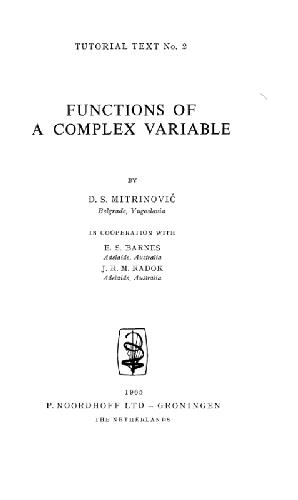 TUTORIAL TEXT No. 2
FUNCTIONS OF
A COMPLEX VARIABLE
BY
D. S. MITRINOVIĆ
Belgrade, Yugoslavia
IN COOPERATION WITH
E. S. BARNES
Adelaide, Australia
J. R. M. RADOK
Adelaide, Australia
P. NOORDHOFF LTD – GRONINGEN
THE NETHERLANDS